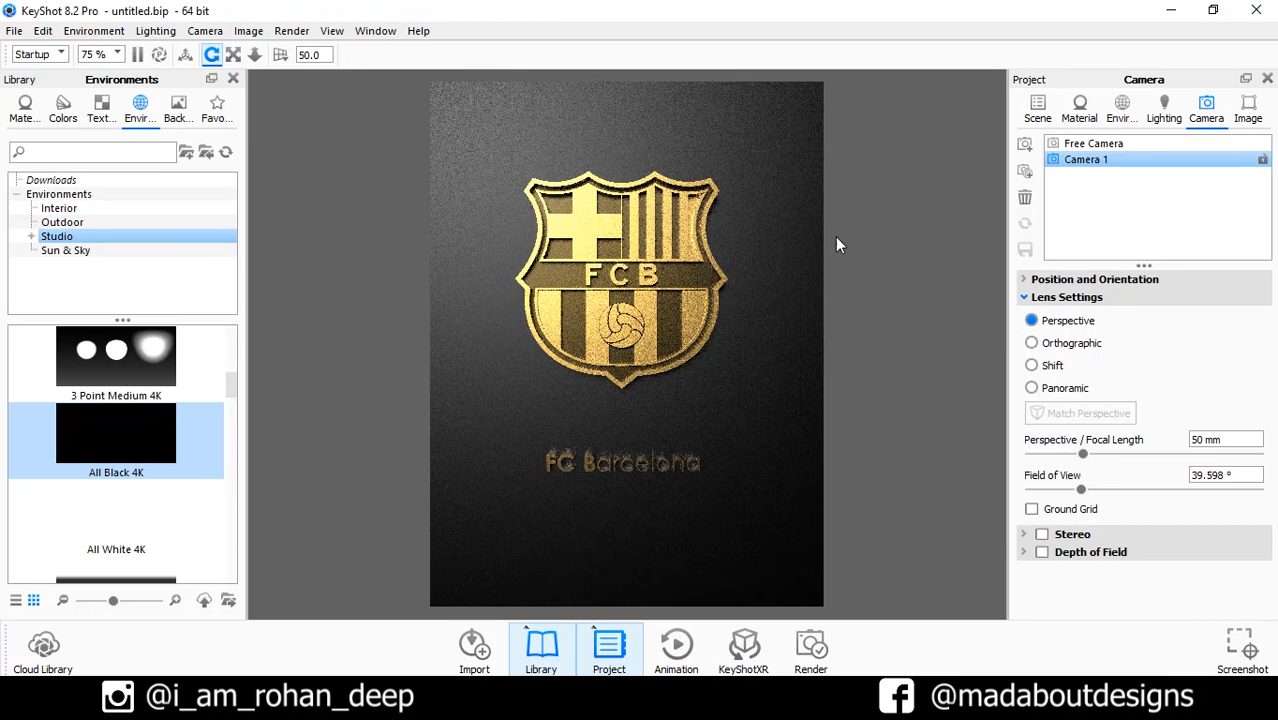 KeyShot 8.2 Pro - untitled.bip - 64 bit
File Edit Environment Lighting Camera Image Render View Window Help
Startup 75 % 50.0
Library Environments
Mate... Colors Text... Envir... Back... Favo...
Downloads
Environments
Interior
Outdoor
Studio
Sun & Sky
3 Point Medium 4K
All Black 4K
All White 4K
Cloud Library
FCB
FC Barcelona
Import Library Project Animation KeyShotXR Render
Project Camera
Scene Material Envir... Lighting Camera Image
Free Camera
Camera 1
Position and Orientation
Lens Settings
Perspective
Orthographic
Shift
Panoramic
Match Perspective
Perspective / Focal Length 50 mm
Field of View 39.598 °
Ground Grid
Stereo
Depth of Field
Screenshot
@i_am_rohan_deep @madaboutdesigns